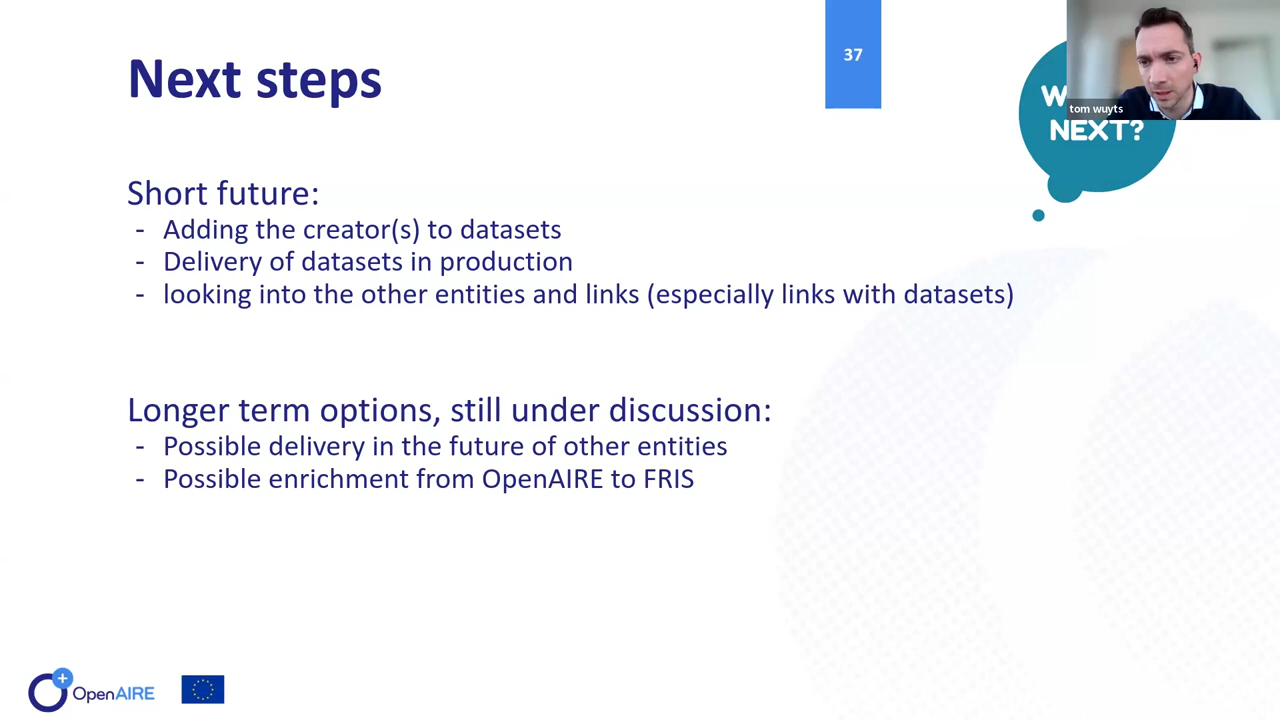 Next steps
37
NEXT?
tom wuyts
Short future:
- Adding the creator(s) to datasets
- Delivery of datasets in production
- looking into the other entities and links (especially links with datasets)
Longer term options, still under discussion:
- Possible delivery in the future of other entities
- Possible enrichment from OpenAIRE to FRIS
OpenAIRE